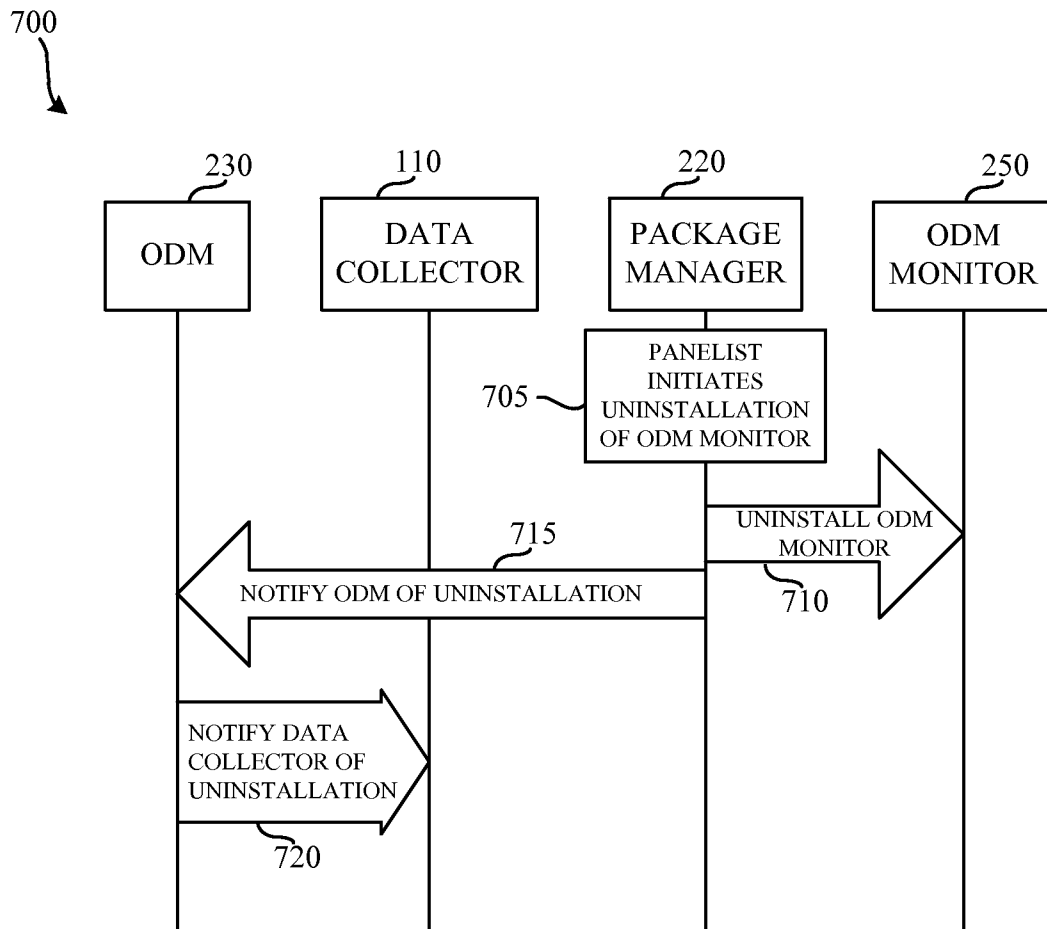 700
230
110
220
250
ODM
DATA
COLLECTOR
PACKAGE
MANAGER
ODM
MONITOR
705
PANELIST
INITIATES
UNINSTALLATION
OF ODM MONITOR
UNINSTALL ODM
MONITOR
710
715
NOTIFY ODM OF UNINSTALLATION
NOTIFY DATA
COLLECTOR OF
UNINSTALLATION
720